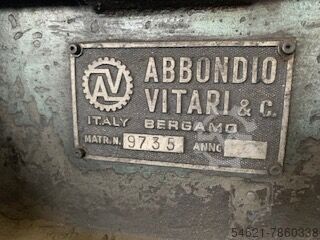 AV
ABBONDIO
VITARI & C.
ITALY BERGAMO
MATR. N. 9735 ANNO
54621-7860338